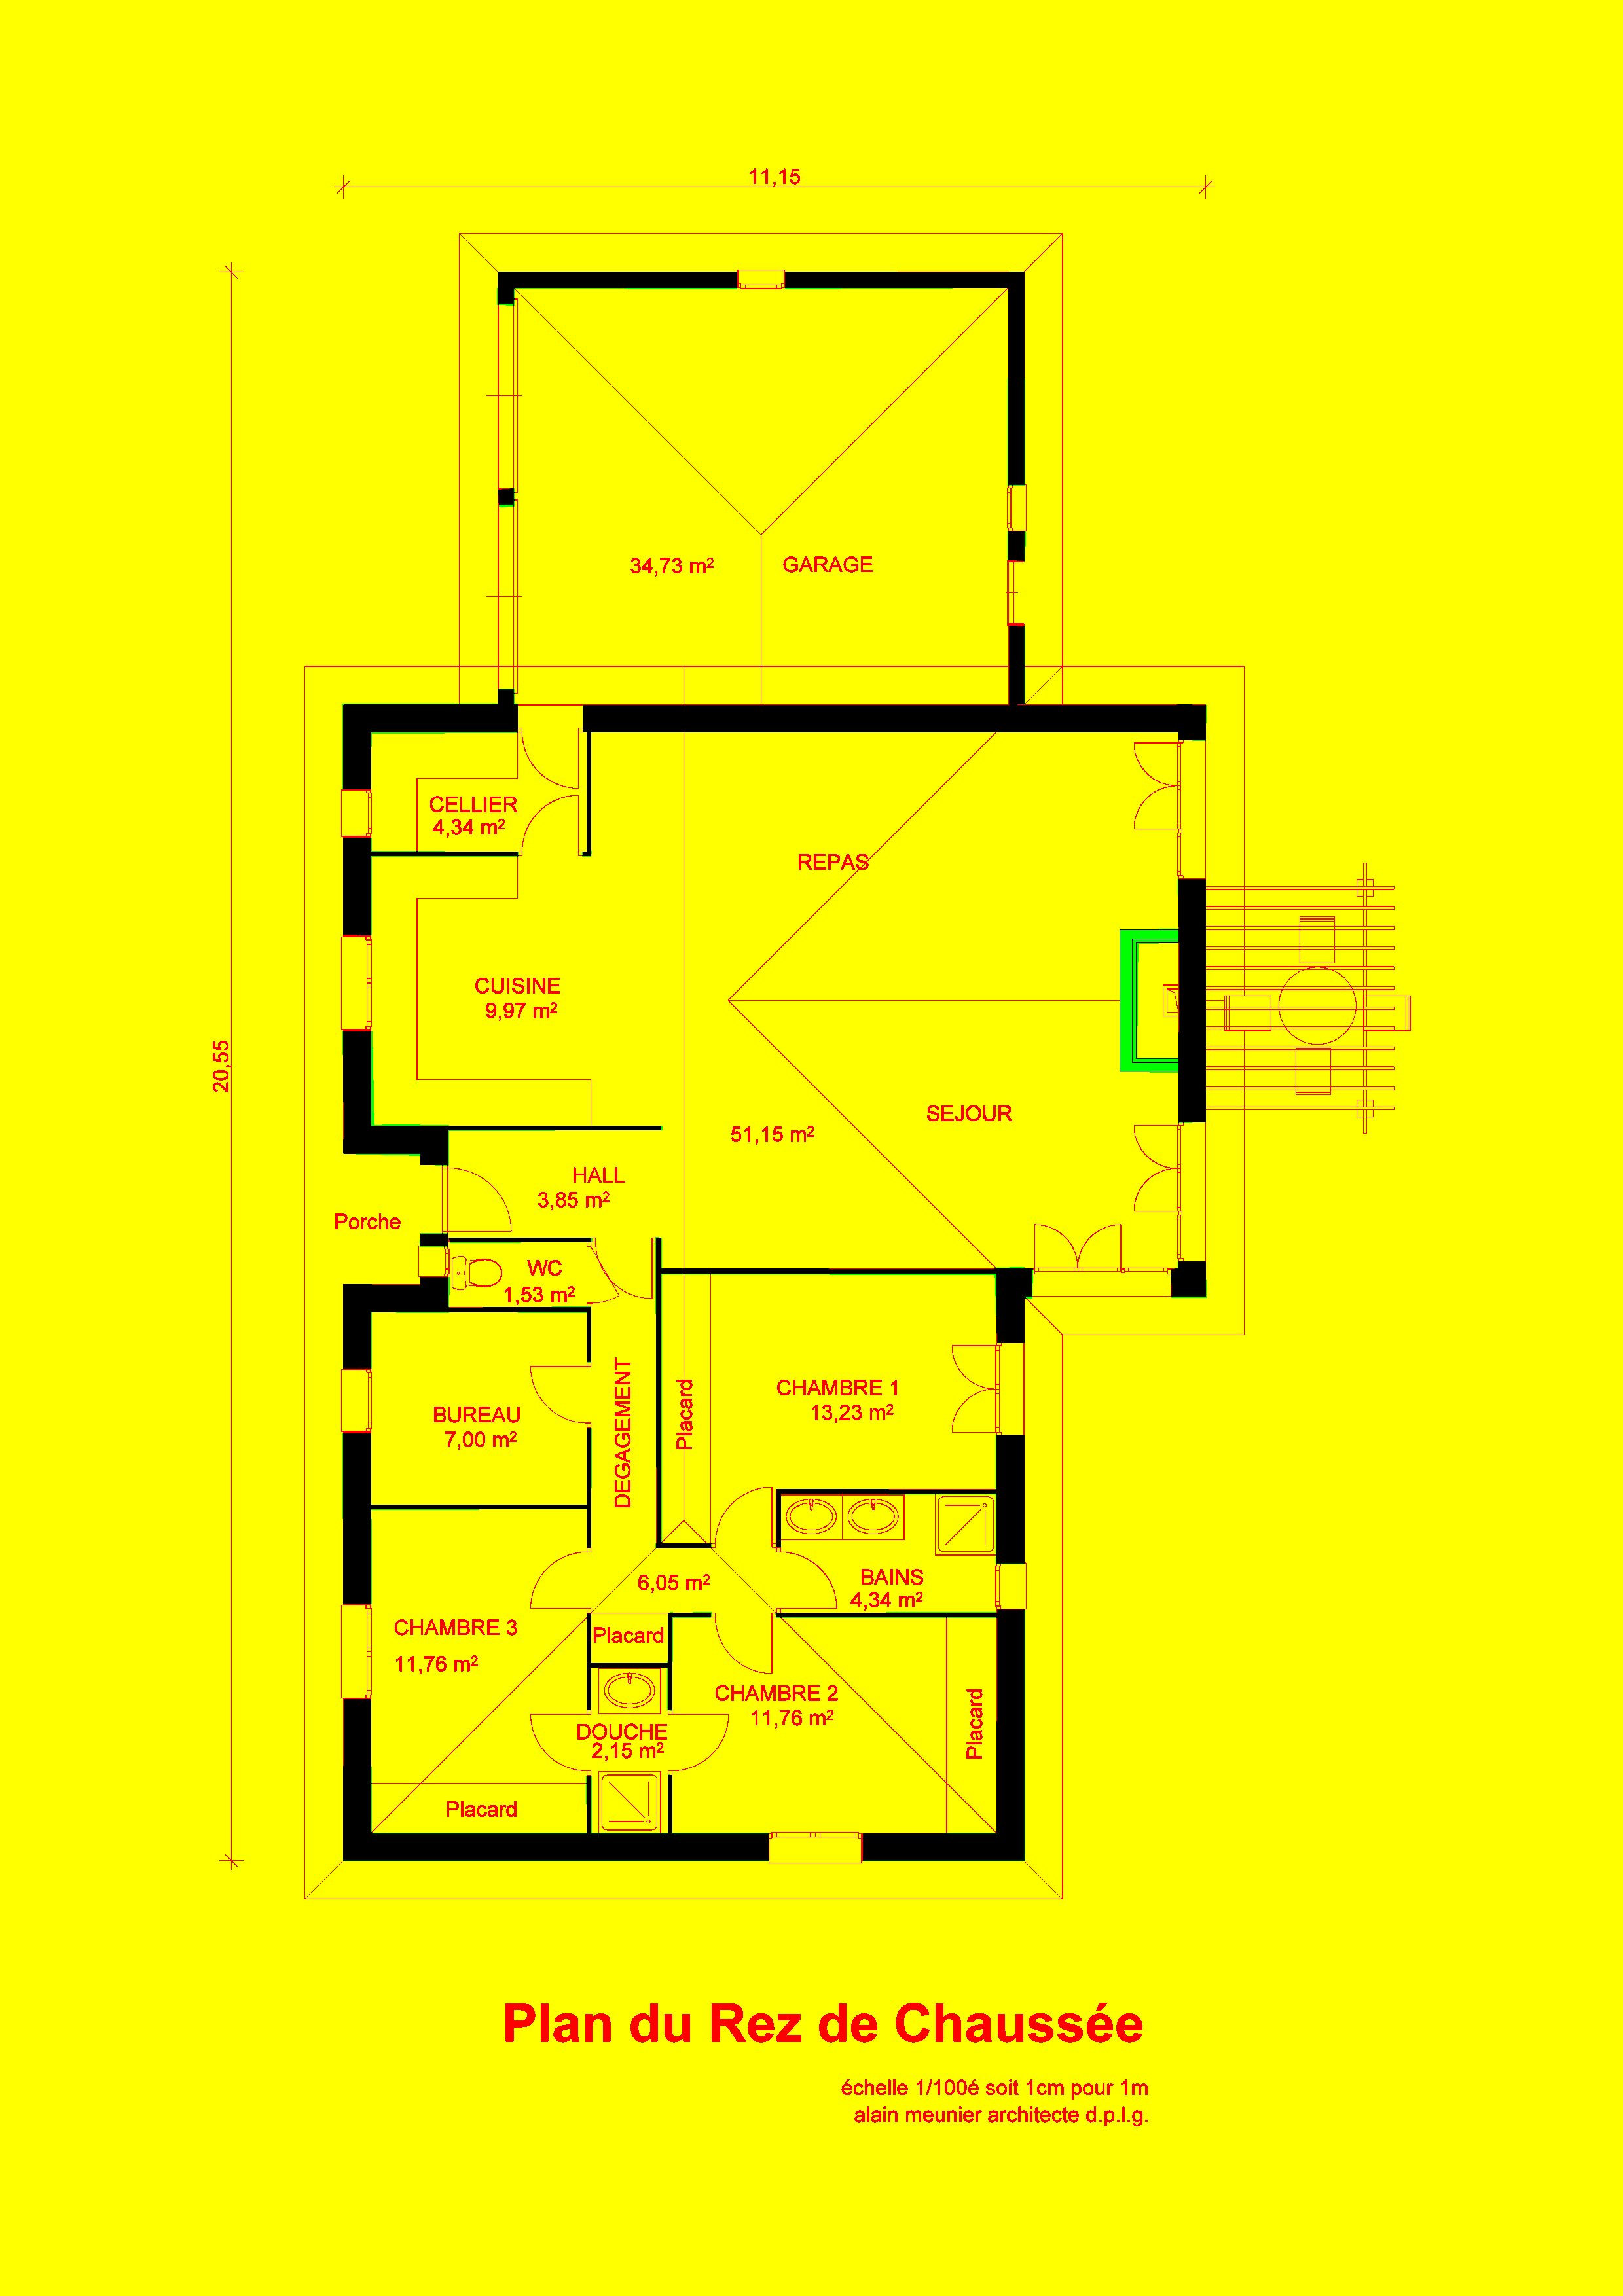 11,15
34,73 m²
GARAGE
CELLIER
4,34 m²
REPAS
CUISINE
9,97 m²
20,55
SEJOUR
51,15 m²
HALL
3,85 m²
Porche
WC
1,53 m²
DEGAGEMENT
Placard
CHAMBRE 1
13,23 m²
BUREAU
7,00 m²
6,05 m²
BAINS
4,34 m²
CHAMBRE 3
11,76 m²
Placard
CHAMBRE 2
11,76 m²
Placard
DOUCHE
2,15 m²
Placard
Plan du Rez de Chaussée
échelle 1/100é soit 1cm pour 1m
alain meunier architecte d.p.l.g.